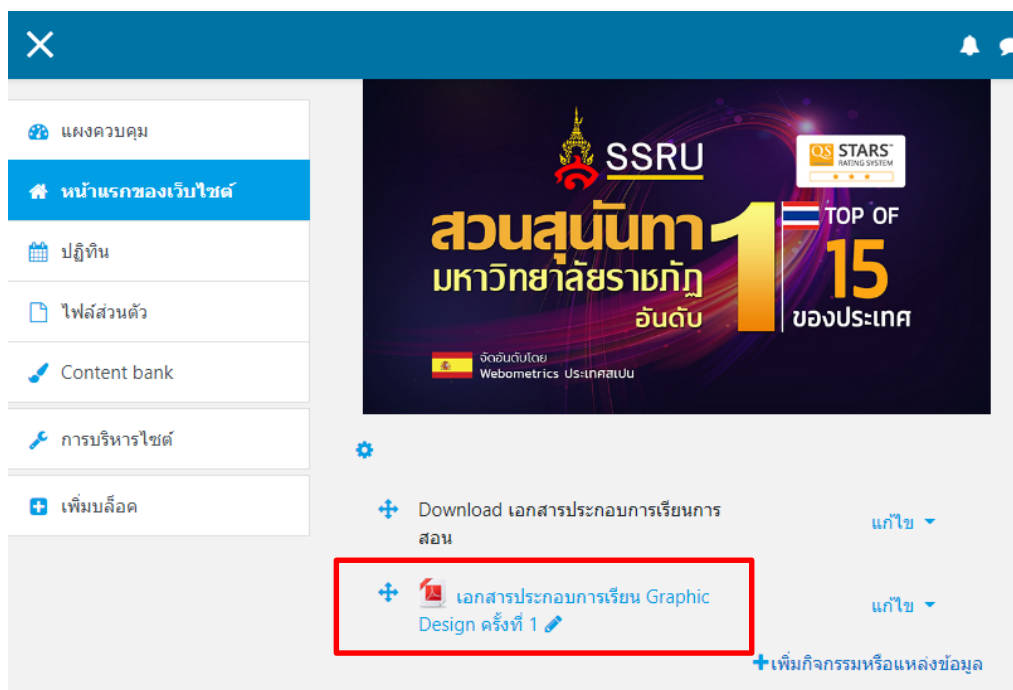 แผงควบคุม
หน้าแรกของเว็บไซต์
ปฏิทิน
ไฟล์ส่วนตัว
Content bank
การบริหารไซต์
เพิ่มบล็อค
SSRU
QS STARS™
RATING SYSTEM
สวนสุนันทา
มหาวิทยาลัยราชภัฏ
อันดับ
1
TOP OF
15
ของประเทศ
จัดอันดับโดย
Webometrics ประเทศสเปน
Download เอกสารประกอบการเรียนการ
สอน
แก้ไข
เอกสารประกอบการเรียน Graphic
Design ครั้งที่ 1
แก้ไข
เพิ่มกิจกรรมหรือแหล่งข้อมูล